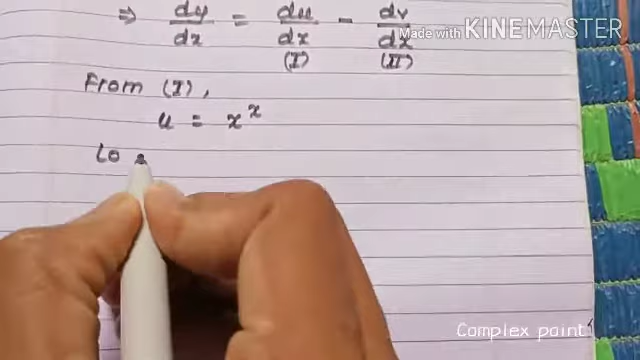 ⇒ dy/dx = du/dx - dv/dx
(I) (II)
Made with KINEMASTER
From (I),
u = x^x
Lo
Complex point